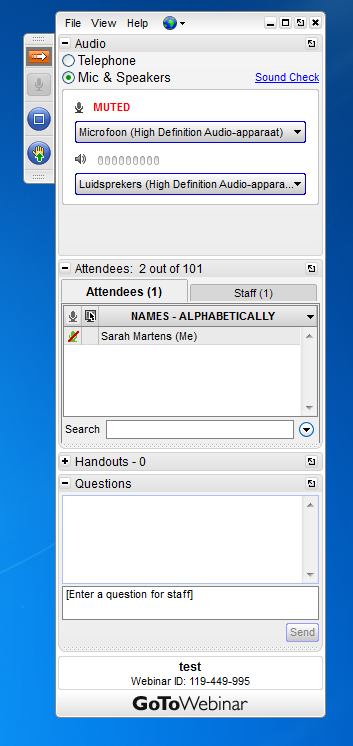 File View Help
Audio
Telephone
Mic & Speakers Sound Check
MUTED
Microfoon (High Definition Audio-apparaat)
Luidsprekers (High Definition Audio-appara...
Attendees: 2 out of 101
Attendees (1) Staff (1)
NAMES - ALPHABETICALLY
Sarah Martens (Me)
Search
Handouts - 0
Questions
[Enter a question for staff]
Send
test
Webinar ID: 119-449-995
GoToWebinar